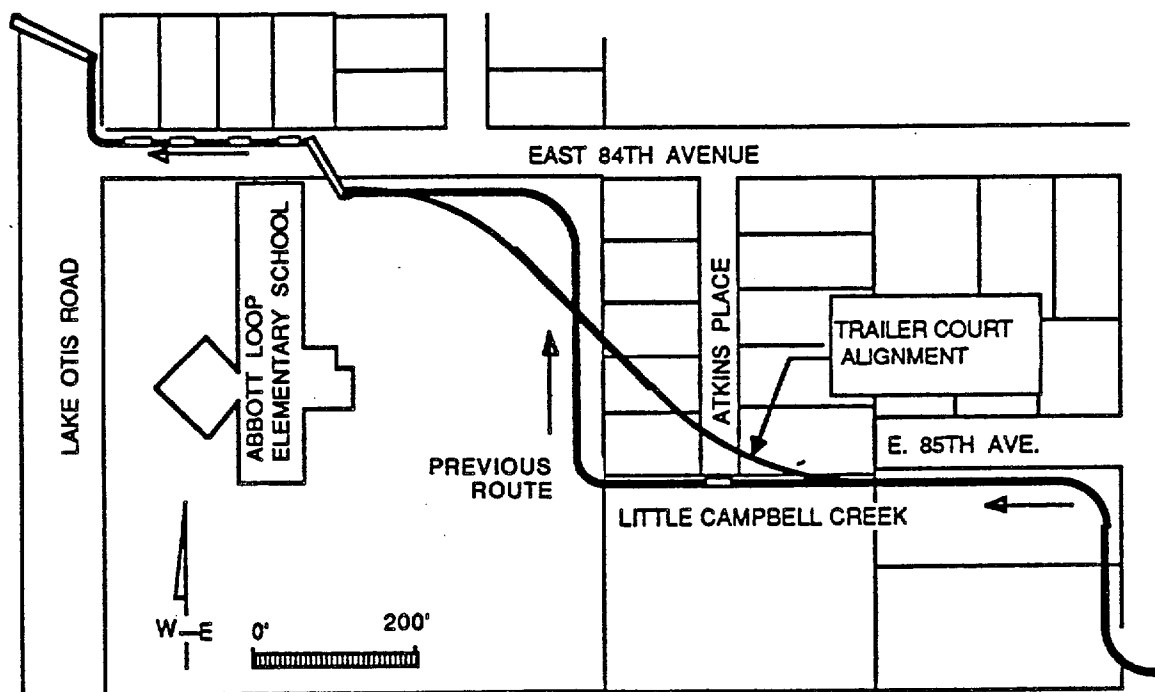 EAST 84TH AVENUE
LAKE OTIS ROAD
ABBOTT LOOP
ELEMENTARY SCHOOL
ATKINS PLACE
TRAILER COURT
ALIGNMENT
E. 85TH AVE.
PREVIOUS
ROUTE
LITTLE CAMPBELL CREEK
W E
0' 200'